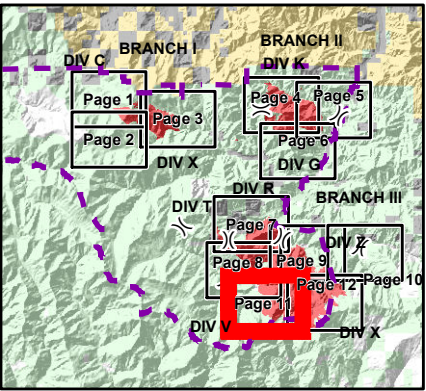 BRANCH I
BRANCH II
DIV C
DIV K
Page 1
Page 4
Page 5
Page 3
Page 2
Page 6
DIV X
DIV G
DIV R
DIV T
BRANCH III
Page 7
DIV Z
Page 8
Page 9
Page 10
Page 12
Page 11
DIV V
DIV X